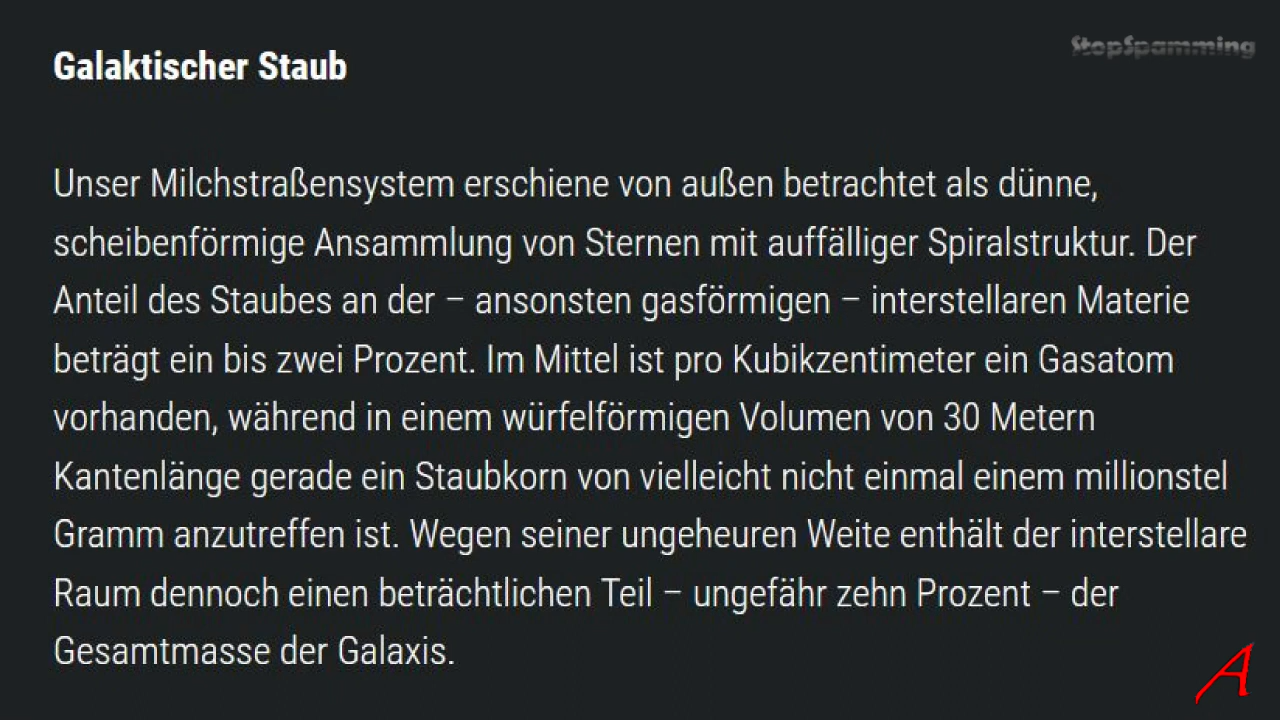 Galaktischer Staub
StopSpamming
Unser Milchstraßensystem erschiene von außen betrachtet als dünne,
scheibenförmige Ansammlung von Sternen mit auffälliger Spiralstruktur. Der
Anteil des Staubes an der – ansonsten gasförmigen – interstellaren Materie
beträgt ein bis zwei Prozent. Im Mittel ist pro Kubikzentimeter ein Gasatom
vorhanden, während in einem würfelförmigen Volumen von 30 Metern
Kantenlänge gerade ein Staubkorn von vielleicht nicht einmal einem millionstel
Gramm anzutreffen ist. Wegen seiner ungeheuren Weite enthält der interstellare
Raum dennoch einen beträchtlichen Teil – ungefähr zehn Prozent – der
Gesamtmasse der Galaxis.
A